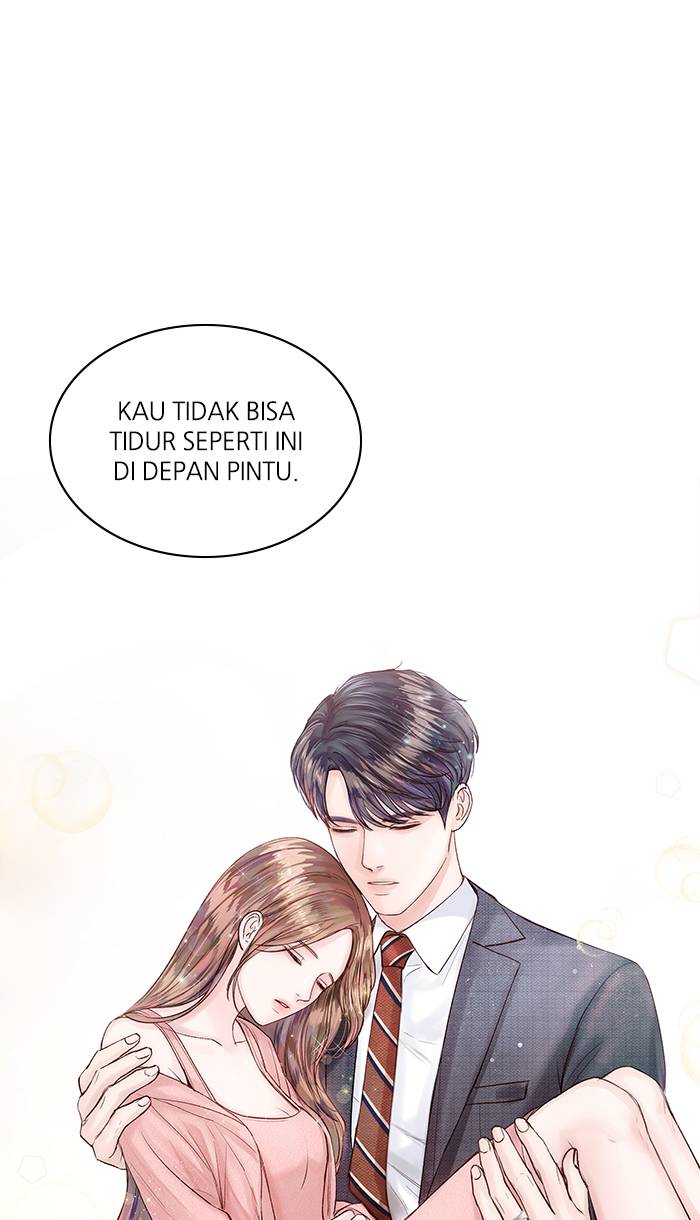 KAU TIDAK BISA
TIDUR SEPERTI INI
DI DEPAN PINTU.